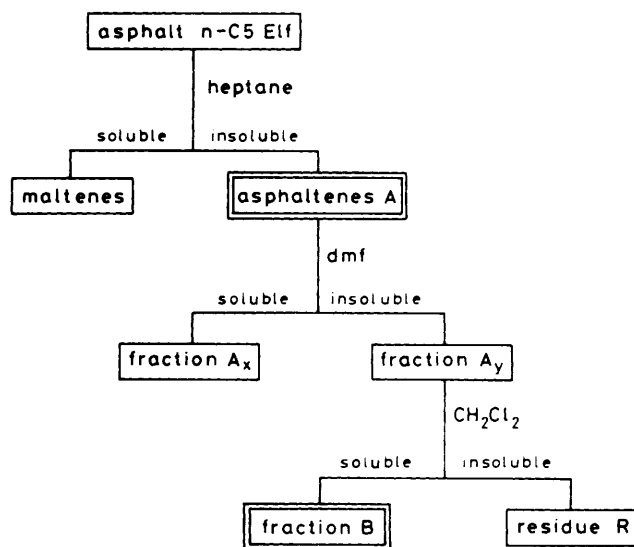 asphalt n-C5 Elf
heptane
soluble insoluble
maltenes
asphaltenes A
dmf
soluble insoluble
fraction Aₓ
fraction Aᵧ
CH₂Cl₂
soluble insoluble
fraction B
residue R